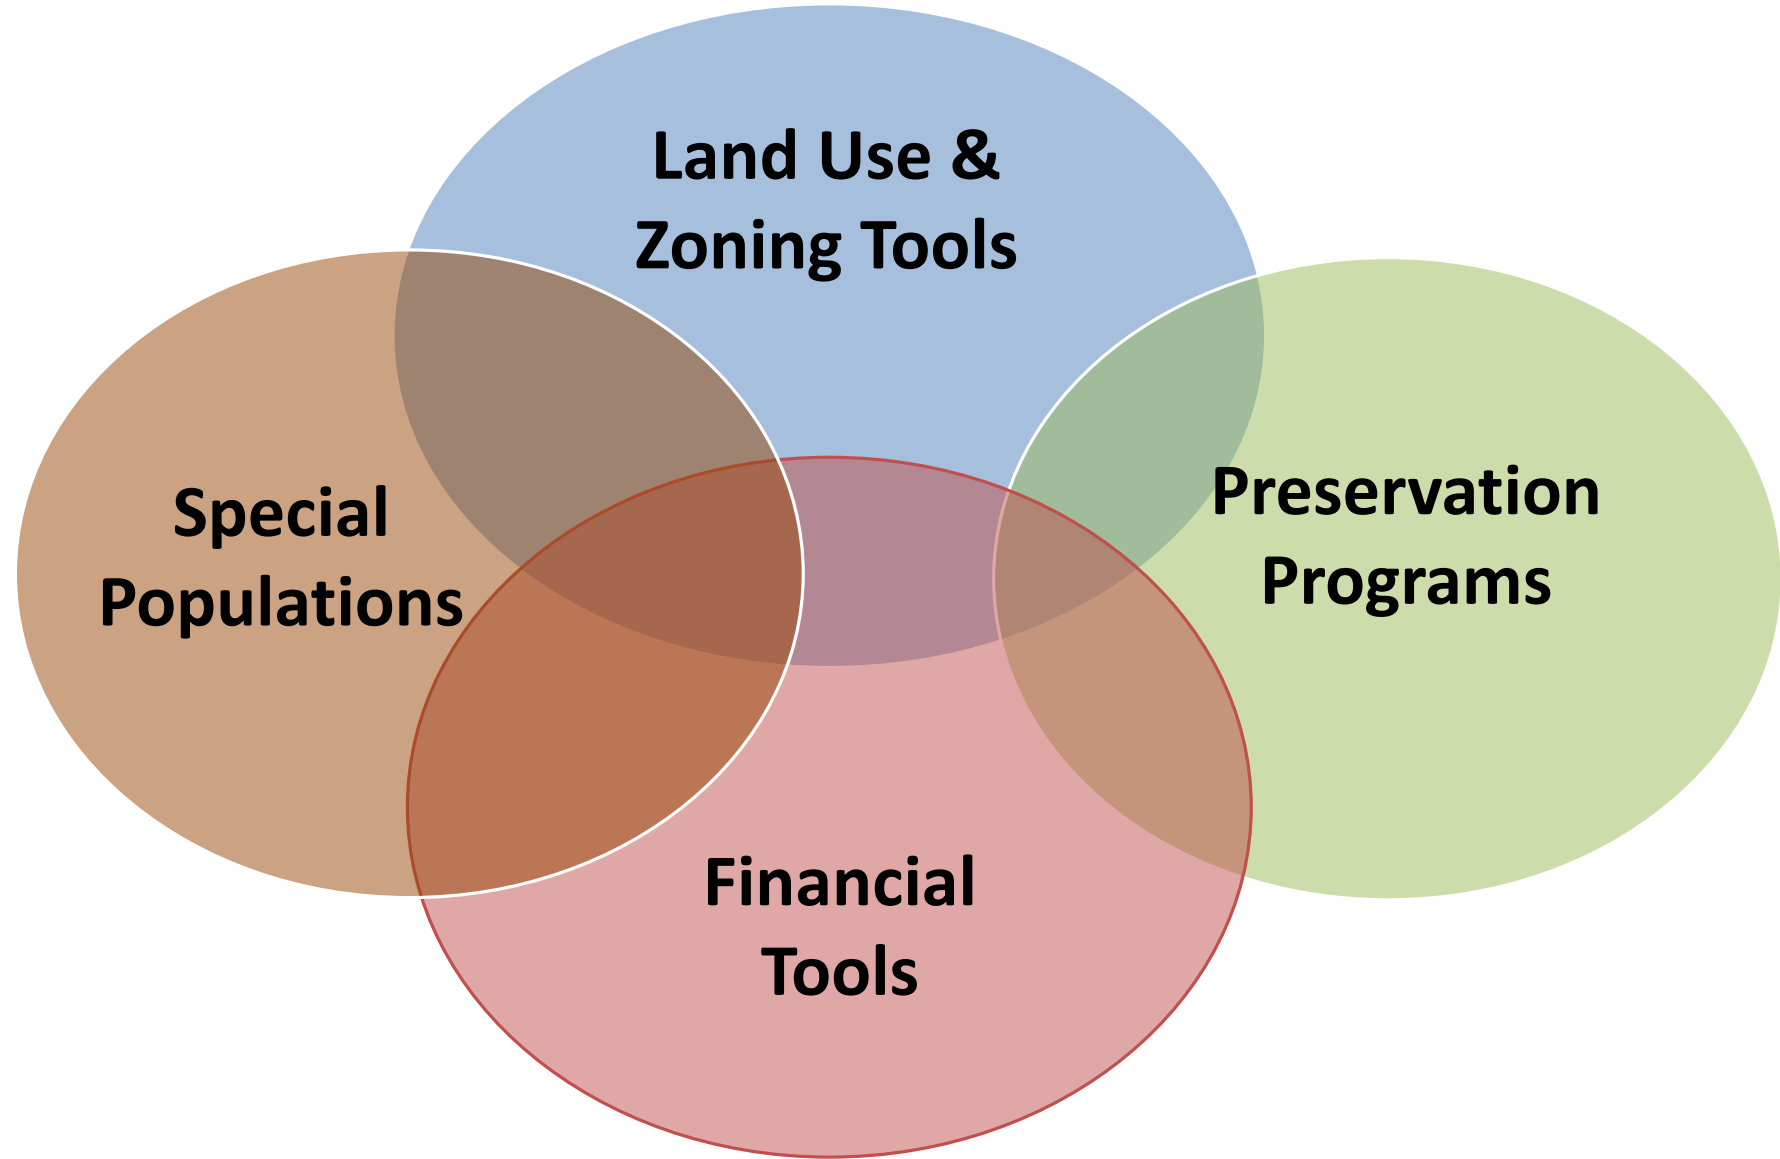 Land Use &
Zoning Tools
Special
Populations
Preservation
Programs
Financial
Tools